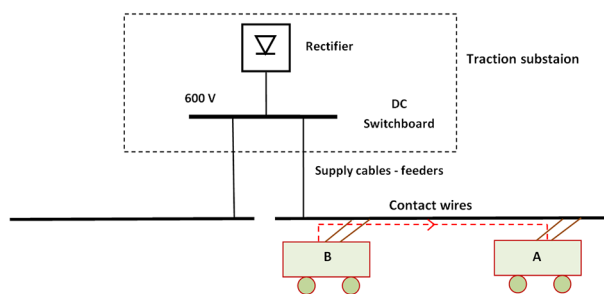 Rectifier
Traction substaion
600 V
DC
Switchboard
Supply cables - feeders
Contact wires
B
A